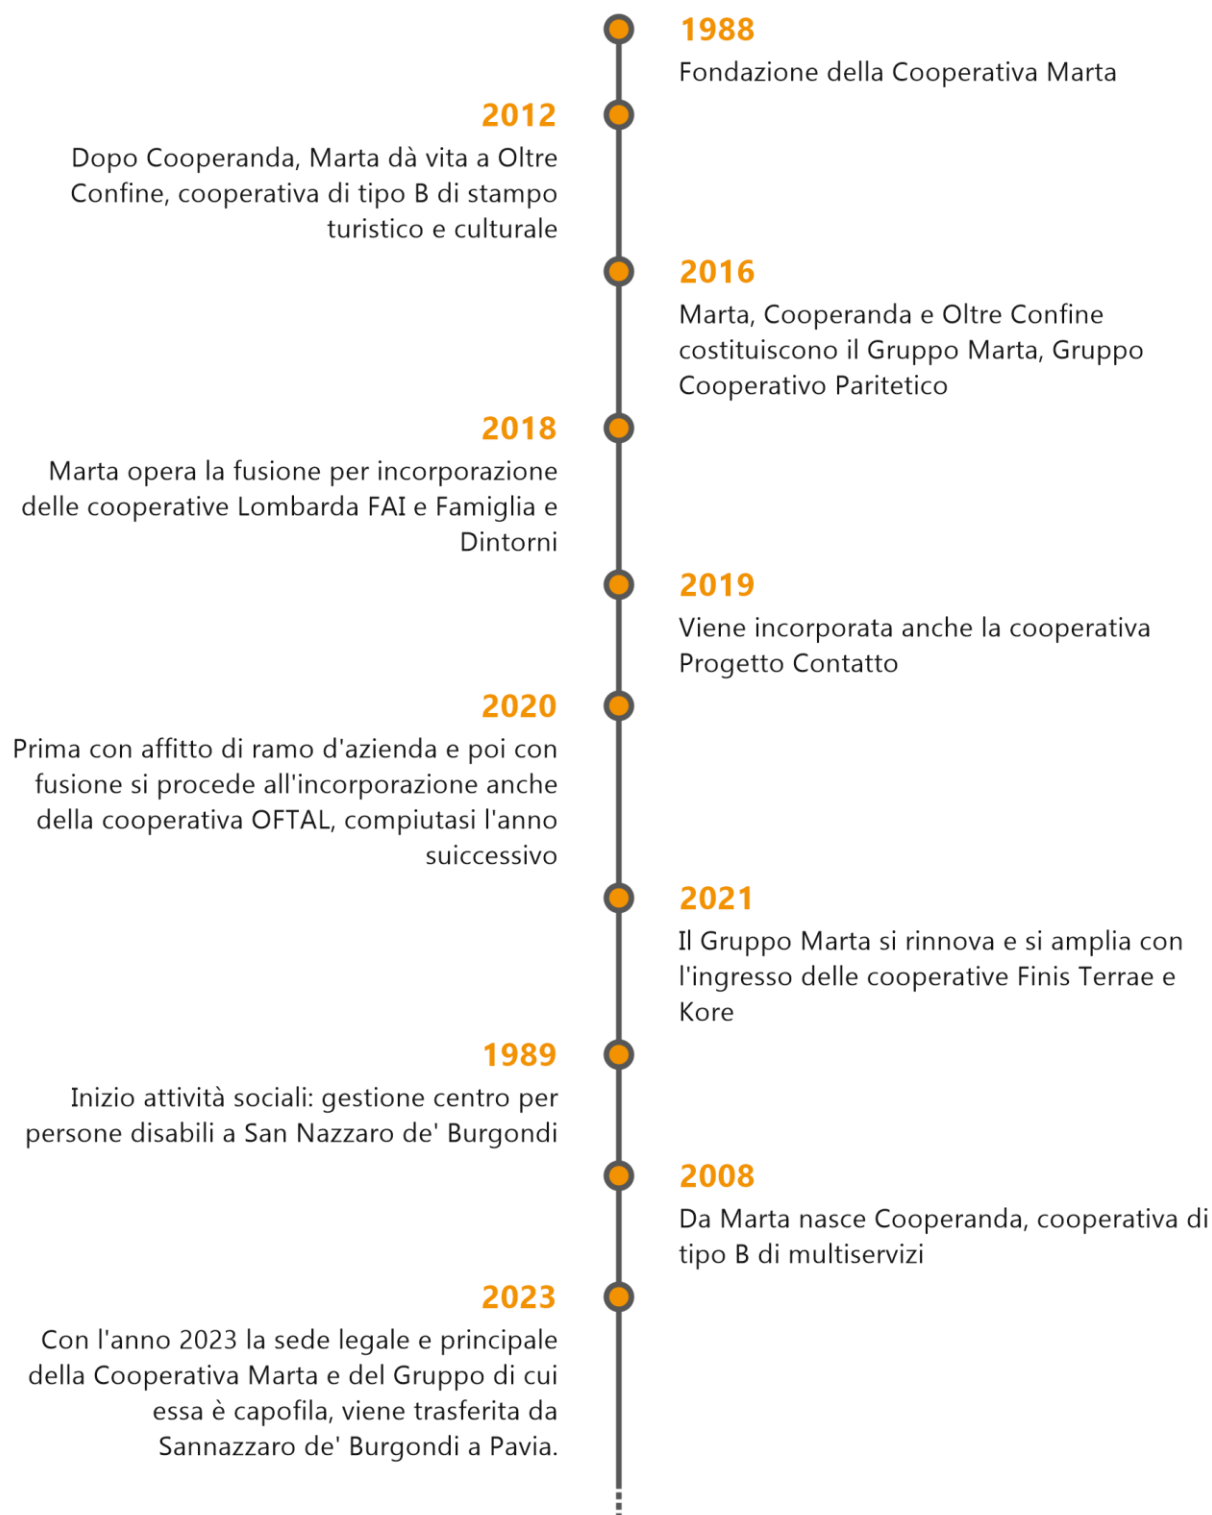 1988
Fondazione della Cooperativa Marta
2012
Dopo Cooperanda, Marta dà vita a Oltre
Confine, cooperativa di tipo B di stampo
turistico e culturale
2016
Marta, Cooperanda e Oltre Confine
costituiscono il Gruppo Marta, Gruppo
Cooperativo Paritetico
2018
Marta opera la fusione per incorporazione
delle cooperative Lombarda FAI e Famiglia e
Dintorni
2019
Viene incorporata anche la cooperativa
Progetto Contatto
2020
Prima con affitto di ramo d'azienda e poi con
fusione si procede all'incorporazione anche
della cooperativa OFTAL, compiutasi l'anno
suiccessivo
2021
Il Gruppo Marta si rinnova e si amplia con
l'ingresso delle cooperative Finis Terrae e
Kore
1989
Inizio attività sociali: gestione centro per
persone disabili a San Nazzaro de' Burgondi
2008
Da Marta nasce Cooperanda, cooperativa di
tipo B di multiservizi
2023
Con l'anno 2023 la sede legale e principale
della Cooperativa Marta e del Gruppo di cui
essa è capofila, viene trasferita da
Sannazzaro de' Burgondi a Pavia.